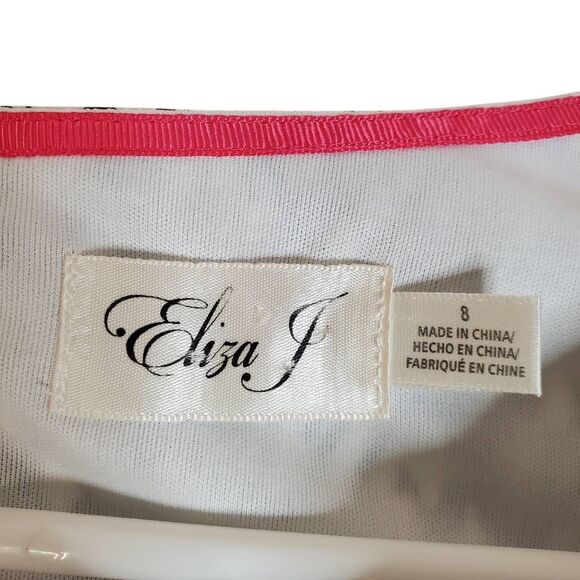 Eliza J
8
MADE IN CHINA/
HECHO EN CHINA/
FABRIQUÉ EN CHINE